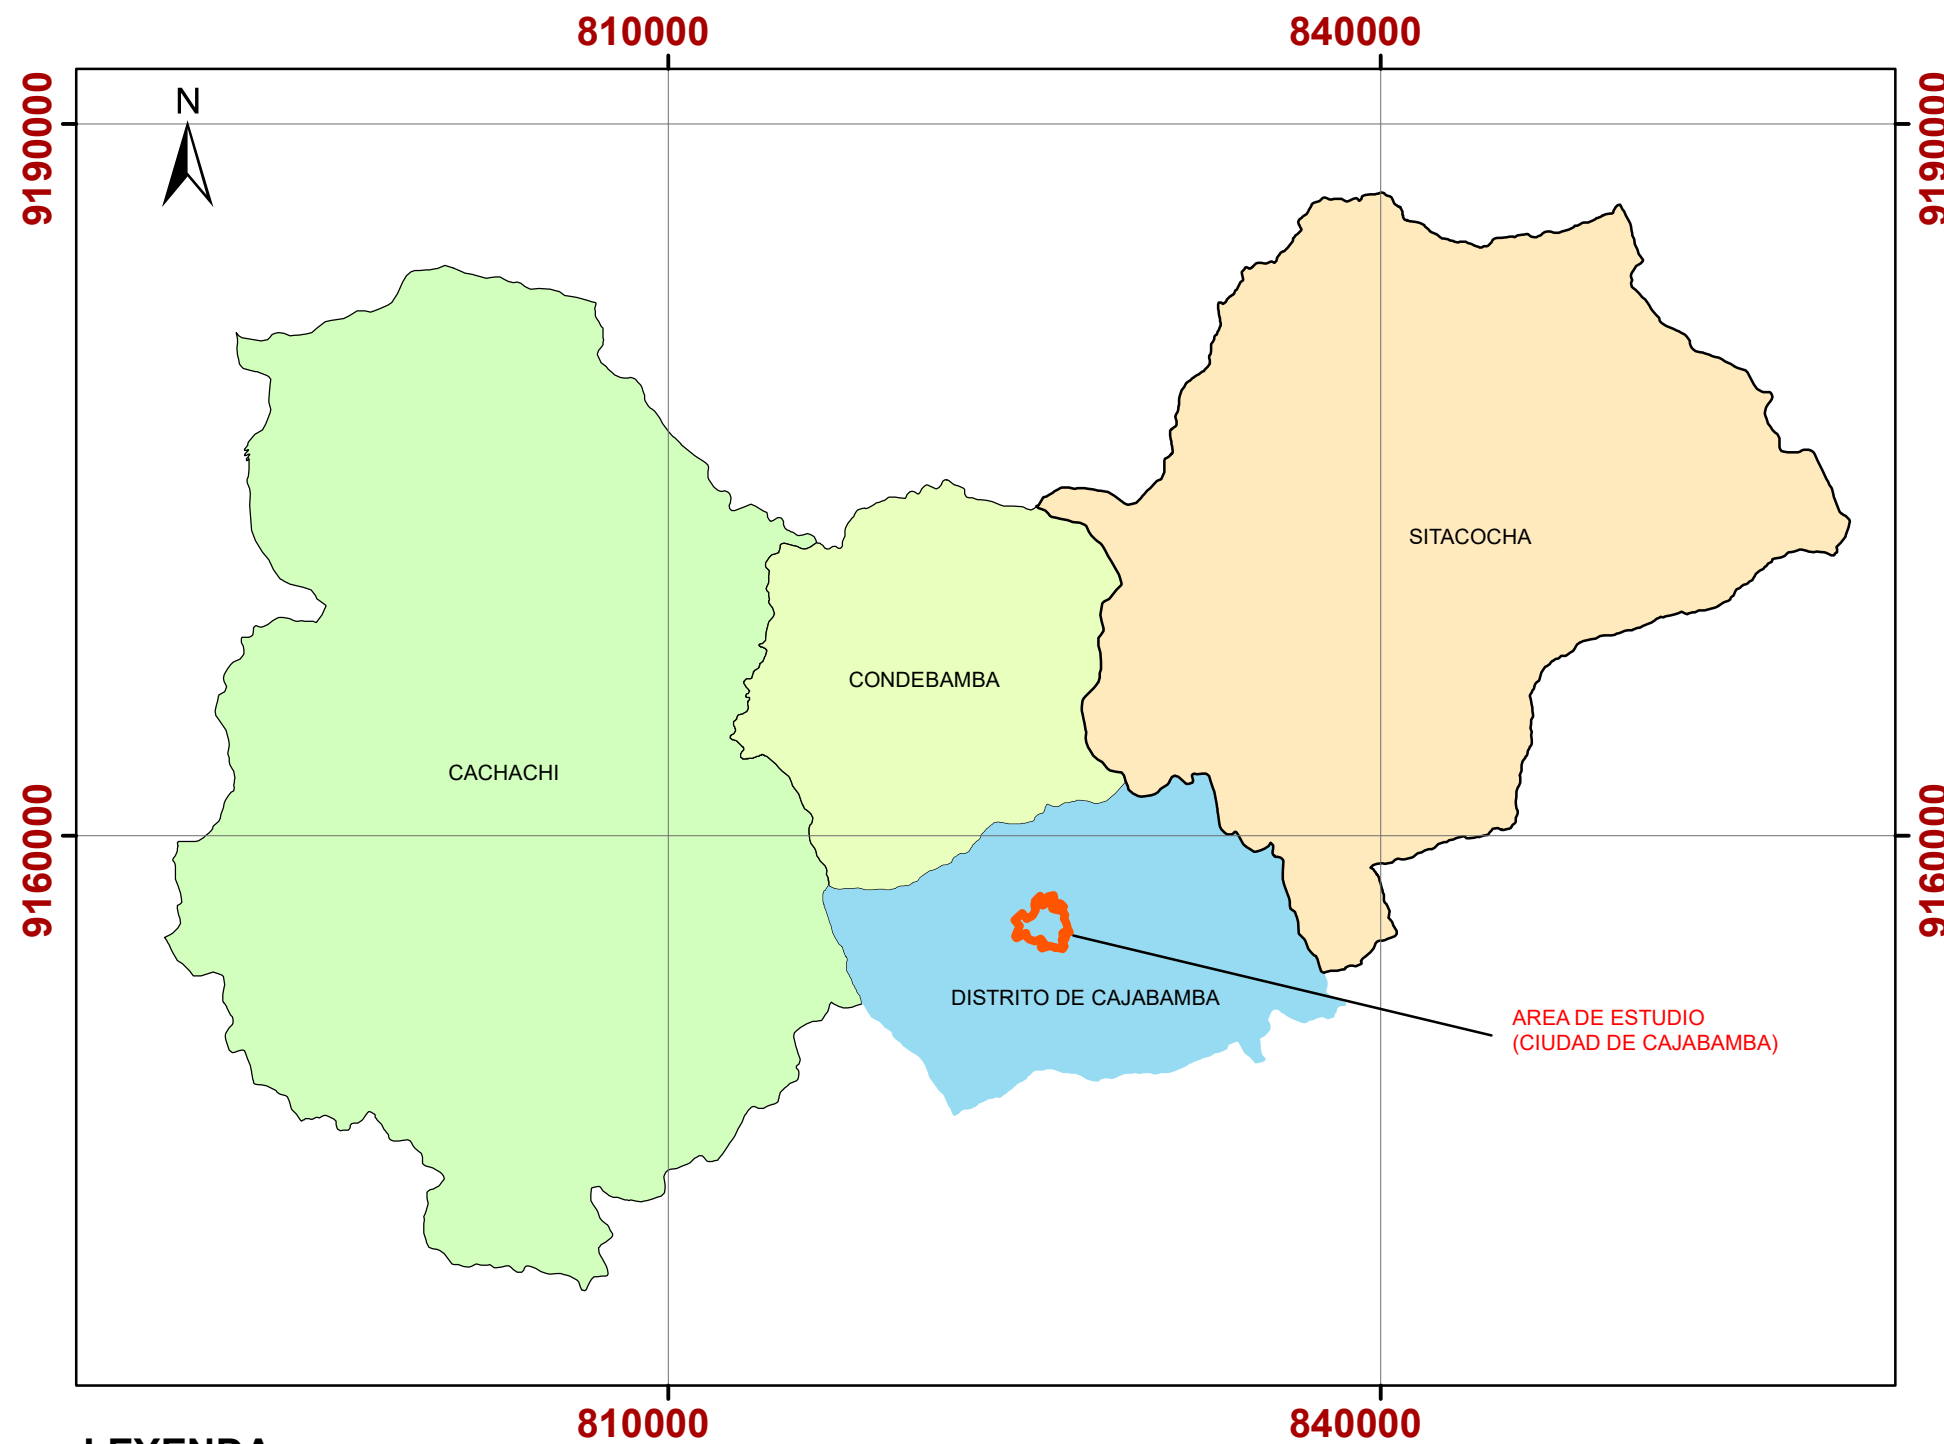 810000
840000
9190000
9190000
N
SITACOCHA
CONDEBAMBA
CACHACHI
9160000
9160000
DISTRITO DE CAJABAMBA
AREA DE ESTUDIO
(CIUDAD DE CAJABAMBA)
810000
840000
LEYENDA